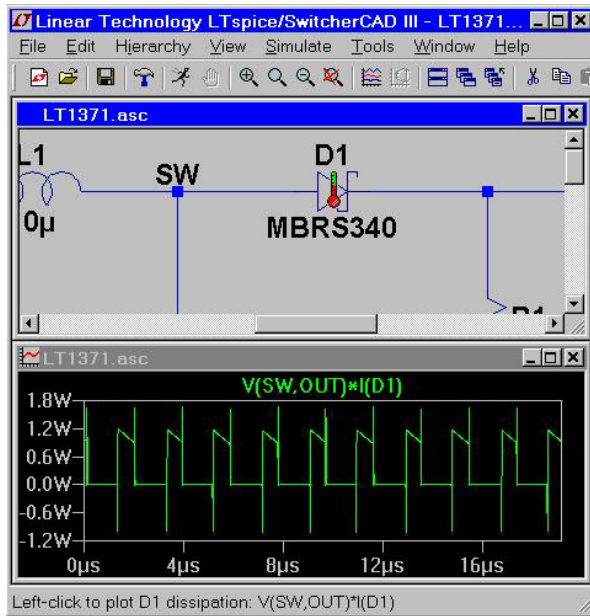 Linear Technology LTspice/SwitcherCAD III - LT1371...
File Edit Hierarchy View Simulate Tools Window Help
LT1371.asc
L1
SW
D1
0µ
MBRS340
LT1371.asc
V(SW,OUT)*I(D1)
1.8W
1.2W
0.6W
0.0W
-0.6W
-1.2W
0µs 4µs 8µs 12µs 16µs
Left-click to plot D1 dissipation: V(SW,OUT)*I(D1)